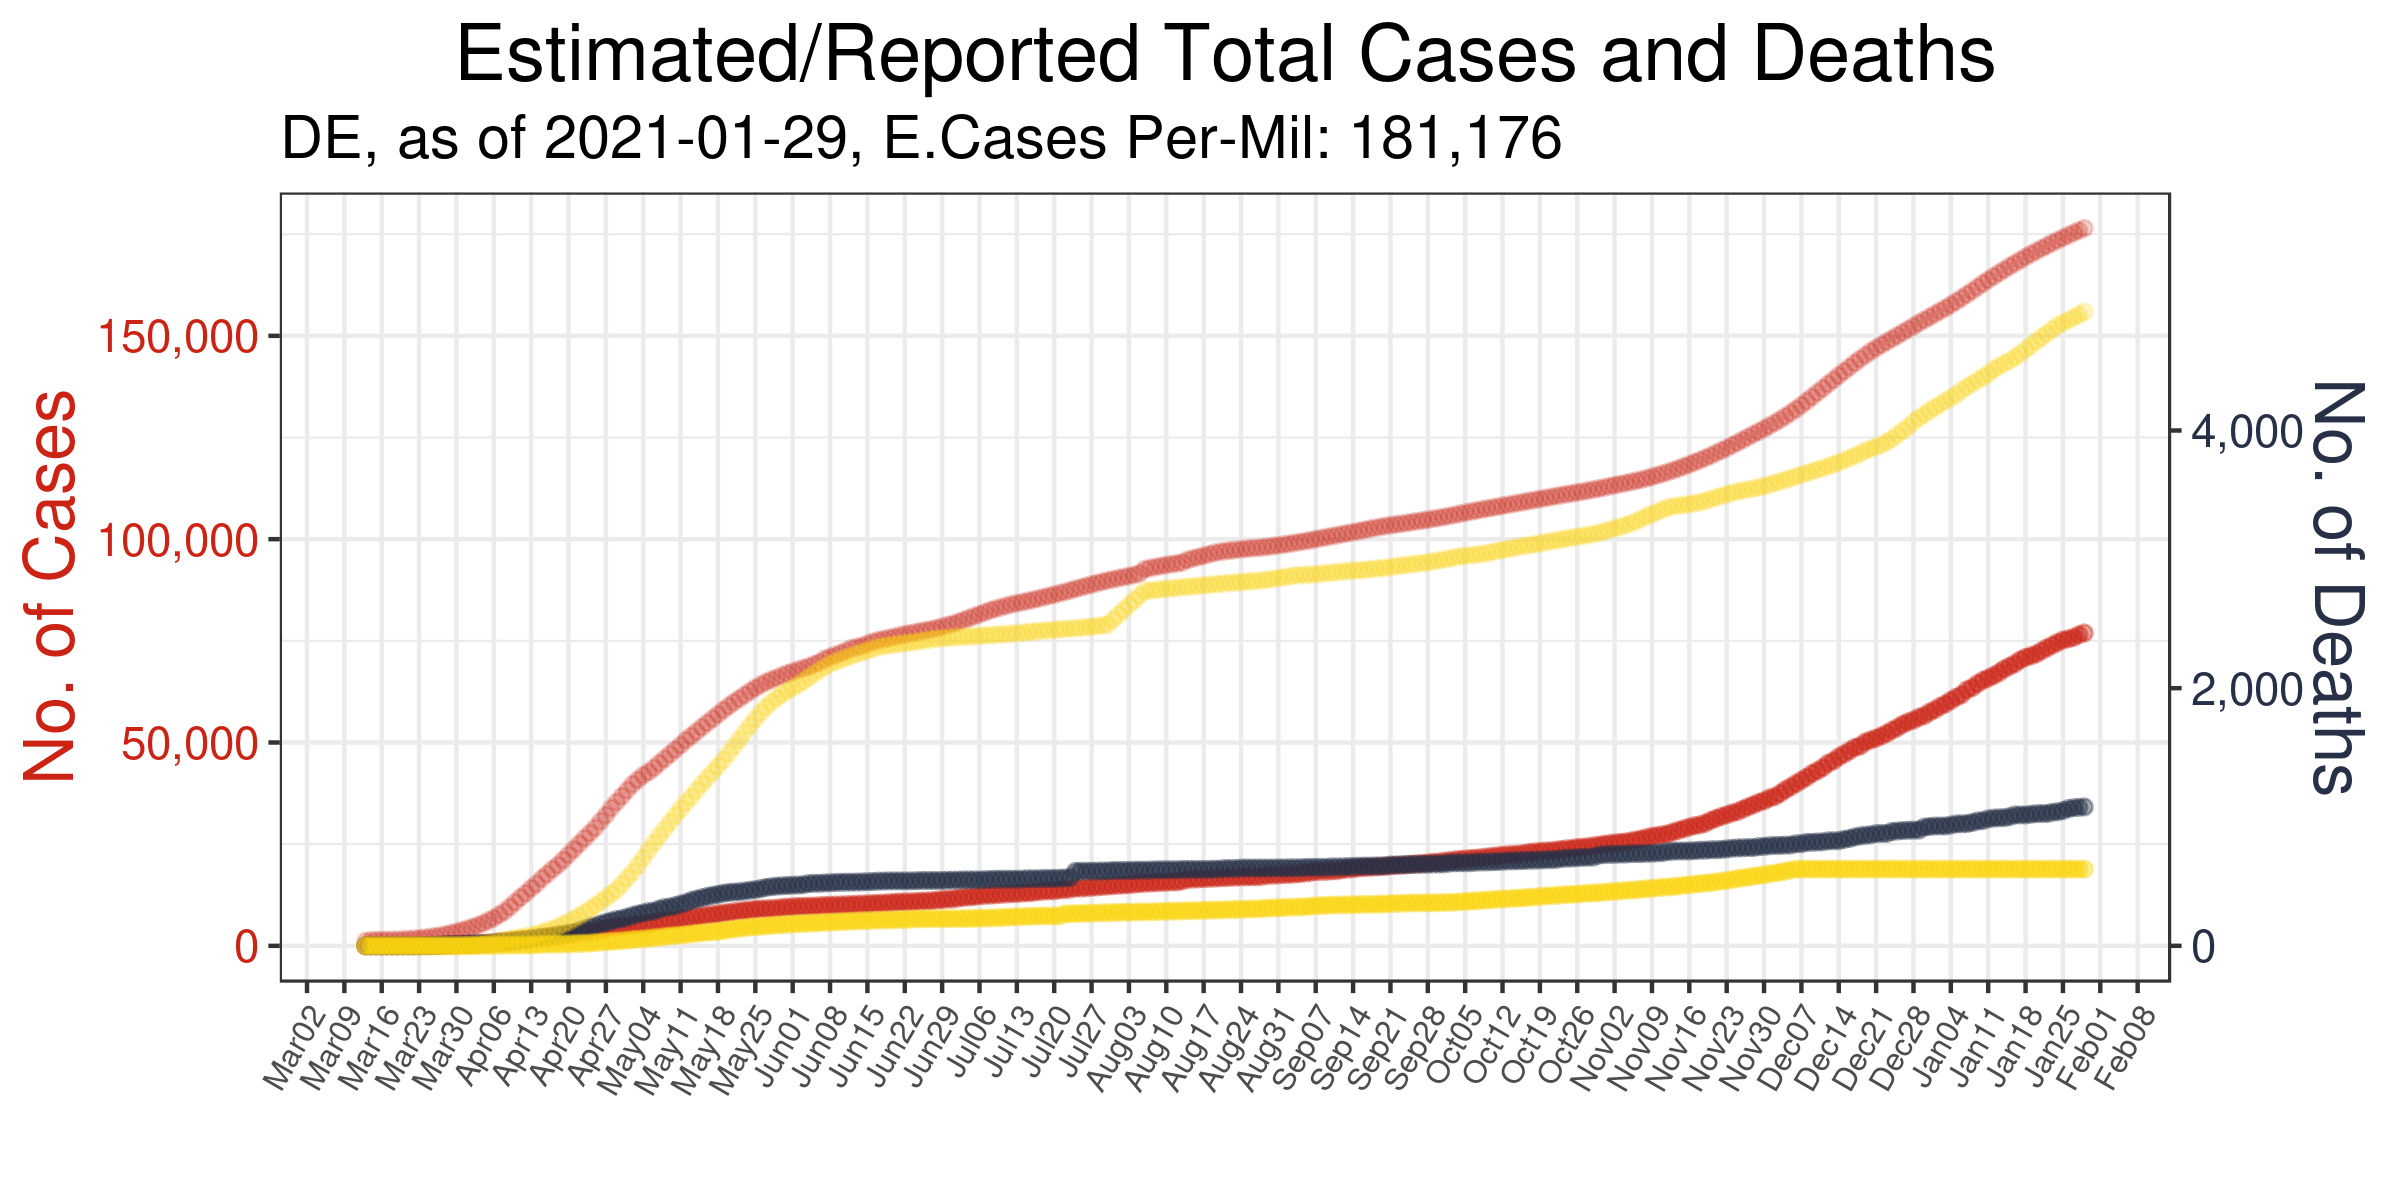 Estimated/Reported Total Cases and Deaths
DE, as of 2021-01-29, E.Cases Per-Mil: 181,176
No. of Cases
150,000
100,000
50,000
0
4,000
2,000
0
No. of Deaths
Mar02 Mar09 Mar16 Mar23 Mar30 Apr06 Apr13 Apr20 Apr27 May04 May11 May18 May25 Jun01 Jun08 Jun15 Jun22 Jun29 Jul06 Jul13 Jul20 Jul27 Aug03 Aug10 Aug17 Aug24 Aug31 Sep07 Sep14 Sep21 Sep28 Oct05 Oct12 Oct19 Oct26 Nov02 Nov09 Nov16 Nov23 Nov30 Dec07 Dec14 Dec21 Dec28 Jan04 Jan11 Jan18 Jan25 Feb01 Feb08